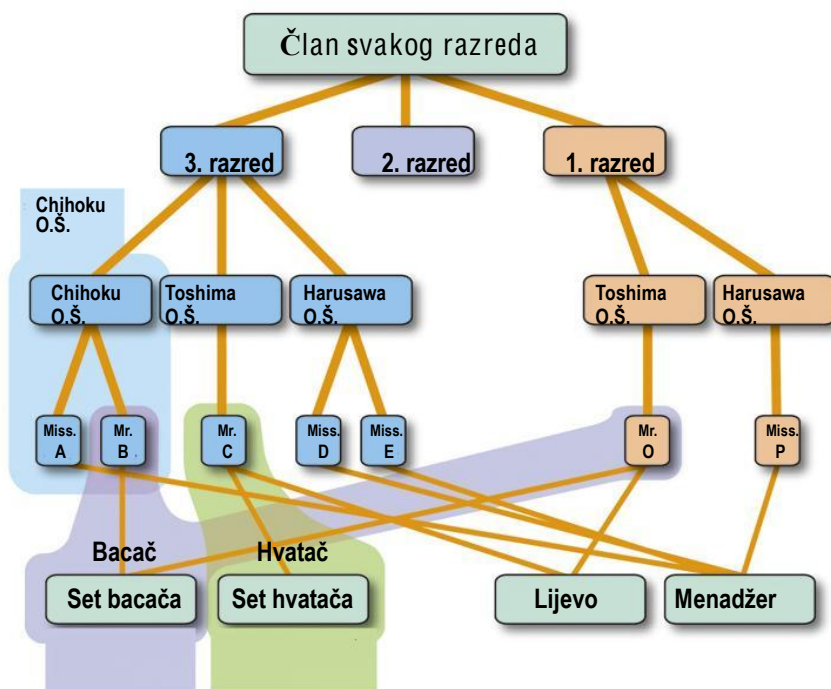 Član svakog razreda
3. razred
2. razred
1. razred
Chihoku
O.Š.
Chihoku
O.Š.
Toshima
O.Š.
Harusawa
O.Š.
Toshima
O.Š.
Harusawa
O.Š.
Miss.
A
Mr.
B
Mr.
C
Miss.
D
Miss.
E
Mr.
O
Miss.
P
Bacač
Hvatač
Set bacača
Set hvatača
Lijevo
Menadžer